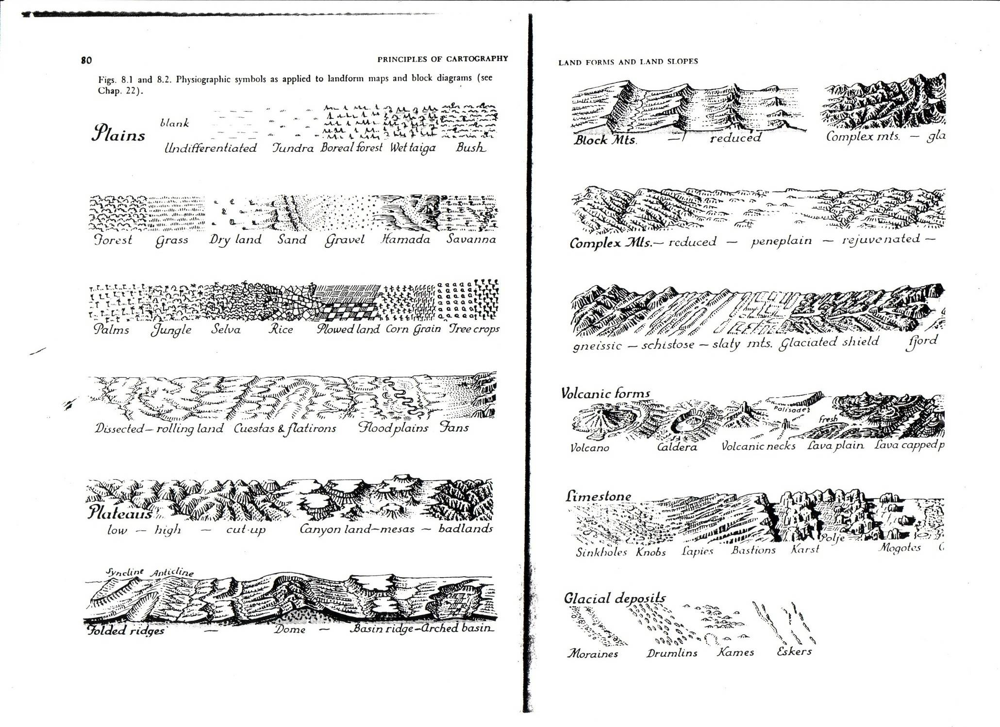 80
PRINCIPLES OF CARTOGRAPHY
Figs. 8.1 and 8.2. Physiographic symbols as applied to landform maps and block diagrams (see
Chap. 22).
Plains
blank
Undifferentiated Tundra Boreal forest Wet taiga Bush
Forest Grass Dry land Sand Gravel Hamada Savanna
Palms Jungle Selva Rice Plowed land Corn Grain Tree crops
Dissected — rolling land Cuestas & flatirons Flood plains Fans
Plateaus
low — high — cut-up Canyon land — mesas — badlands
Syncline Anticline
Folded ridges — Dome — Basin ridge — Arched basin
LAND FORMS AND LAND SLOPES
Block Mts. — reduced Complex mts. — gla
Complex Mts. — reduced — peneplain — rejuvenated —
gneissic — schistose — slaty mts. Glaciated shield fjord
Volcanic forms
Palisades
fresh
Volcano Caldera Volcanic necks Lava plain Lava capped p
Limestone
Polje
Sinkholes Knobs Lapies Bastions Karst Mogotes
Glacial deposits
Moraines Drumlins Kames Eskers